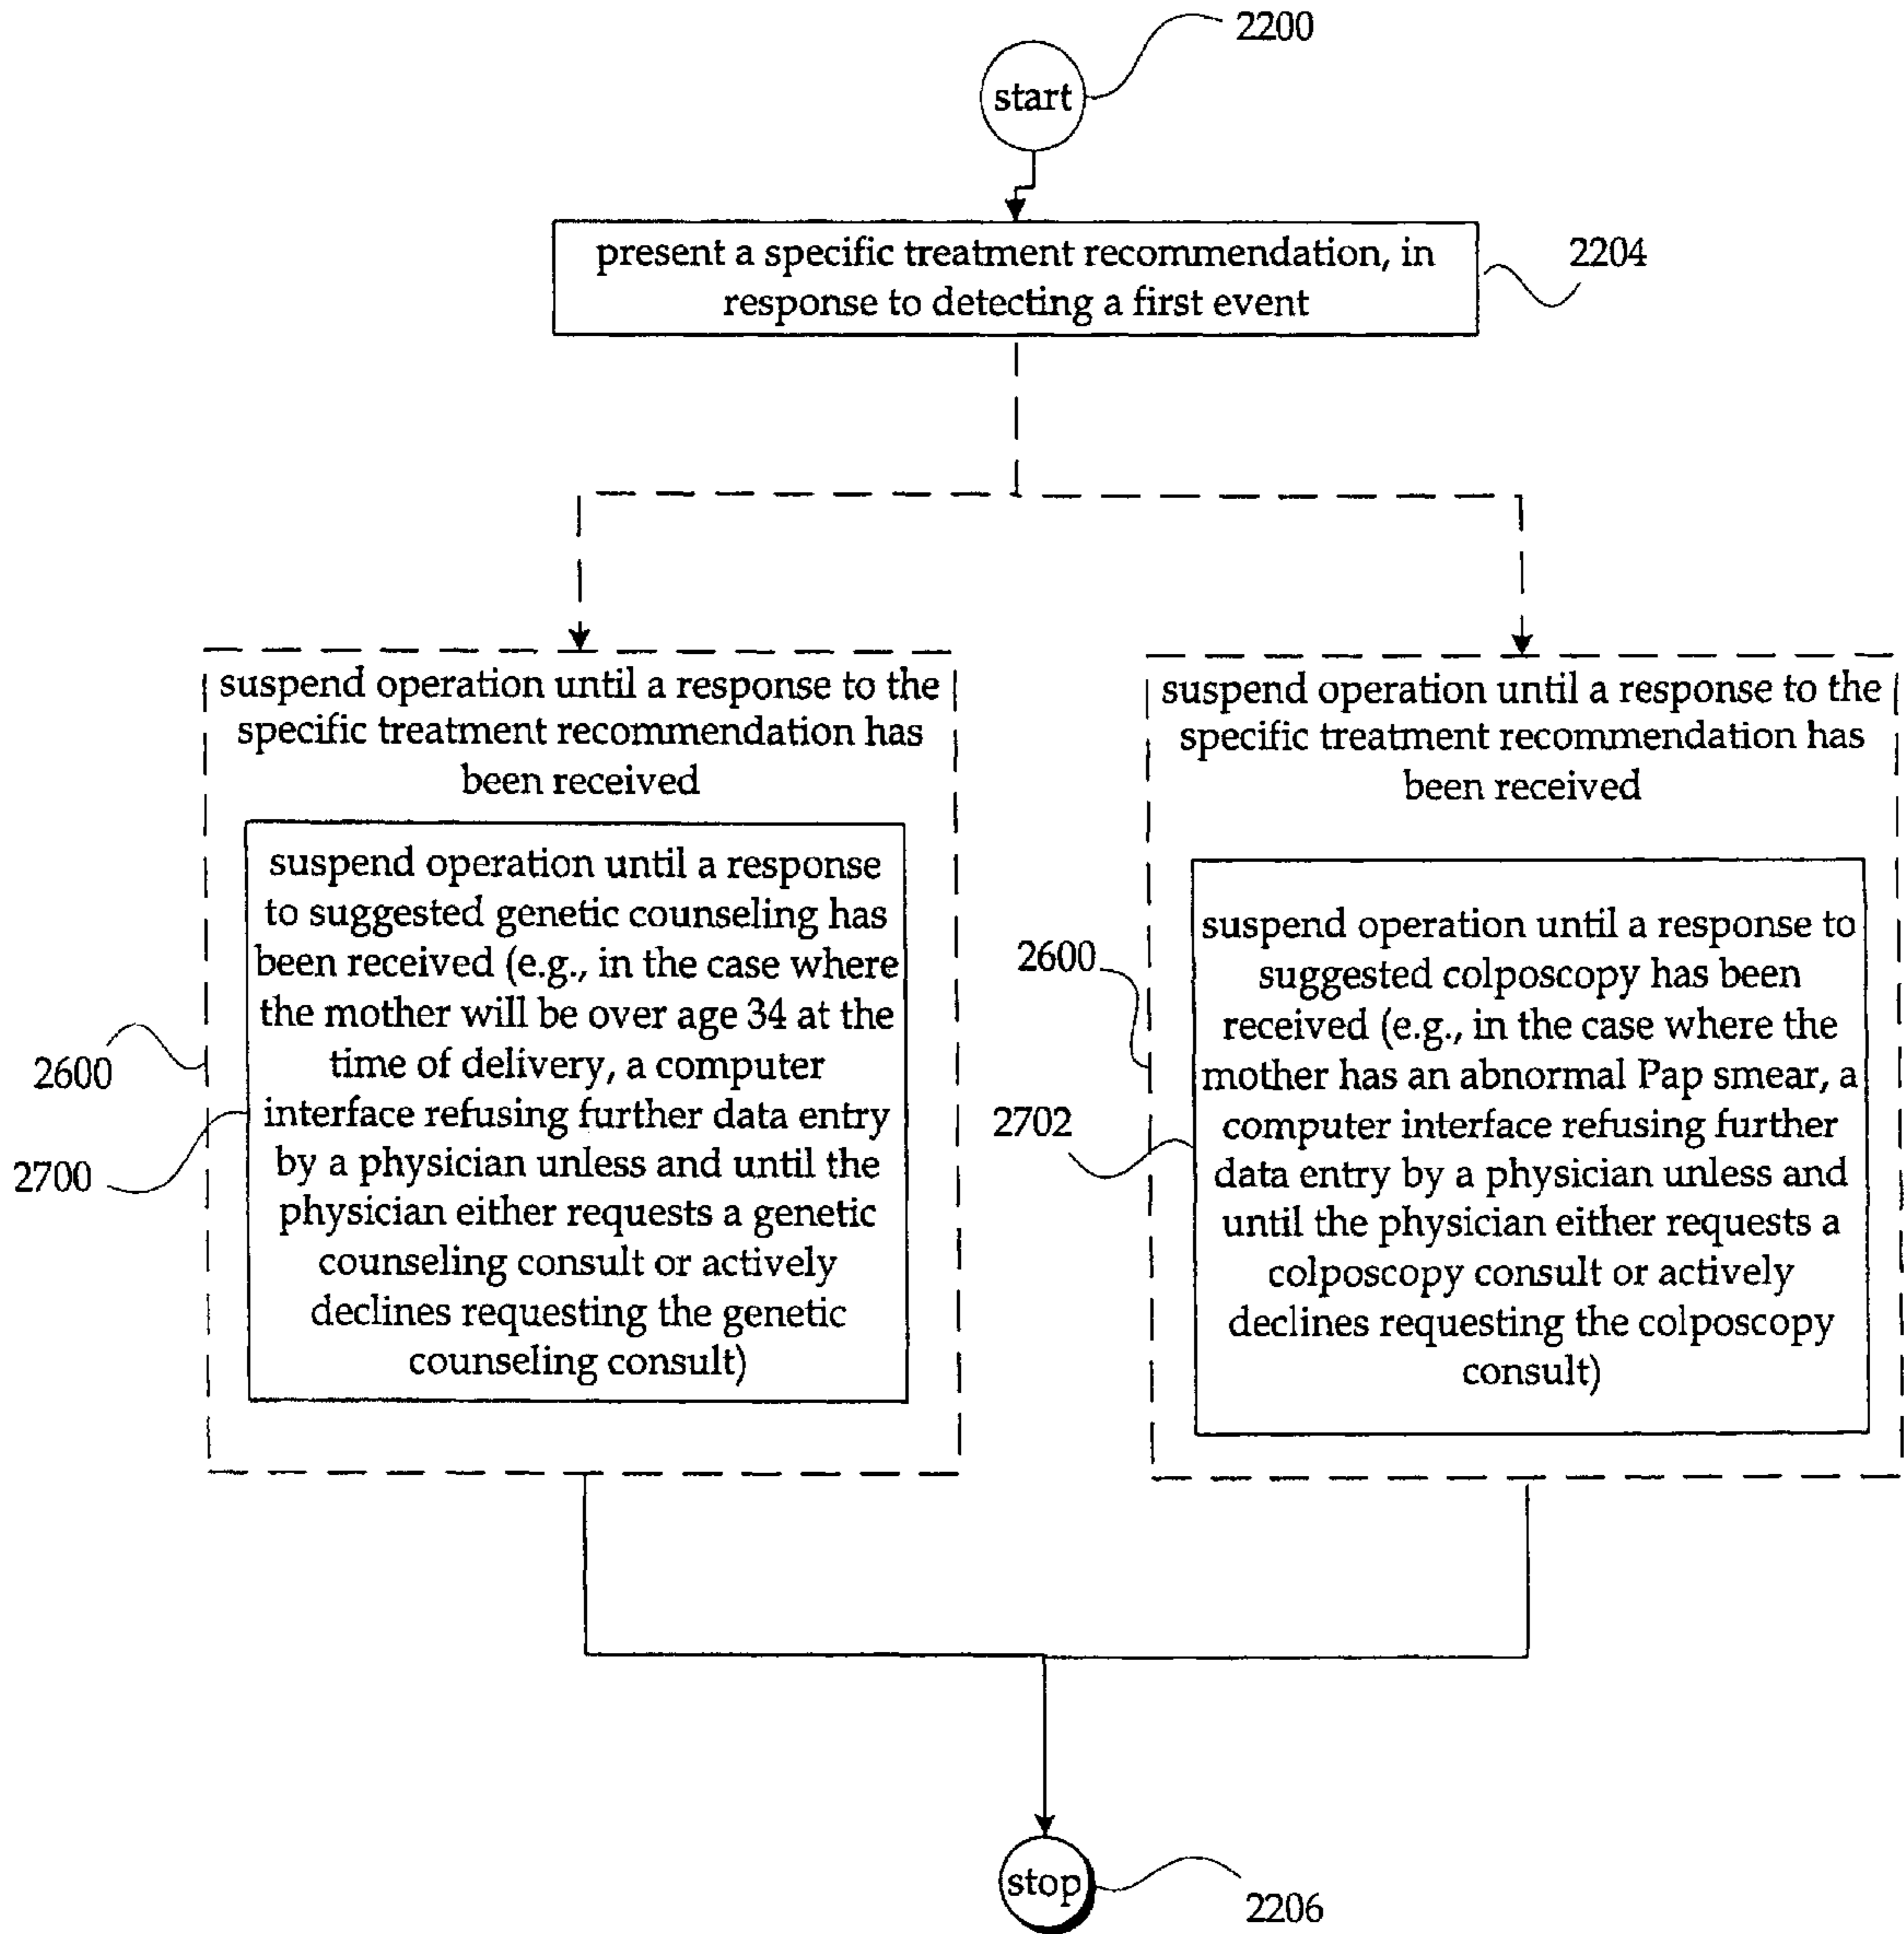 2200
start
present a specific treatment recommendation, in
response to detecting a first event
2204
suspend operation until a response to the
specific treatment recommendation has
been received
suspend operation until a response
to suggested genetic counseling has
been received (e.g., in the case where
the mother will be over age 34 at the
time of delivery, a computer
interface refusing further data entry
by a physician unless and until the
physician either requests a genetic
counseling consult or actively
declines requesting the genetic
counseling consult)
2600
2700
suspend operation until a response to the
specific treatment recommendation has
been received
suspend operation until a response to
suggested colposcopy has been
received (e.g., in the case where the
mother has an abnormal Pap smear, a
computer interface refusing further
data entry by a physician unless and
until the physician either requests a
colposcopy consult or actively
declines requesting the colposcopy
consult)
2600
2702
stop
2206